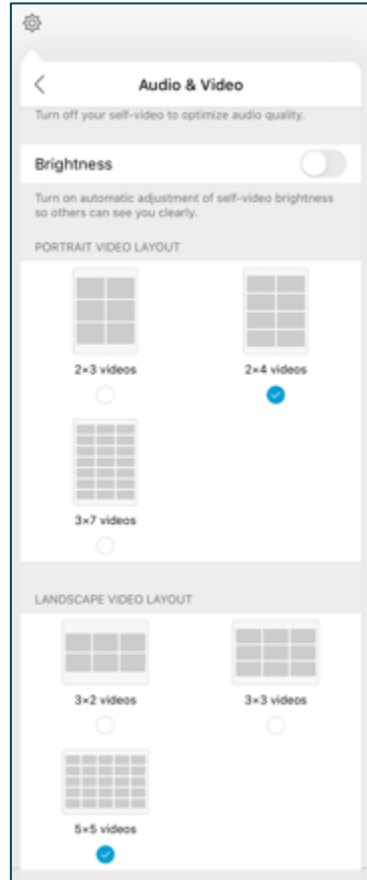 Audio & Video
Turn off your self-video to optimize audio quality.
Brightness
Turn on automatic adjustment of self-video brightness
so others can see you clearly.
PORTRAIT VIDEO LAYOUT
2×3 videos
2×4 videos
3×7 videos
LANDSCAPE VIDEO LAYOUT
3×2 videos
3×3 videos
5×5 videos